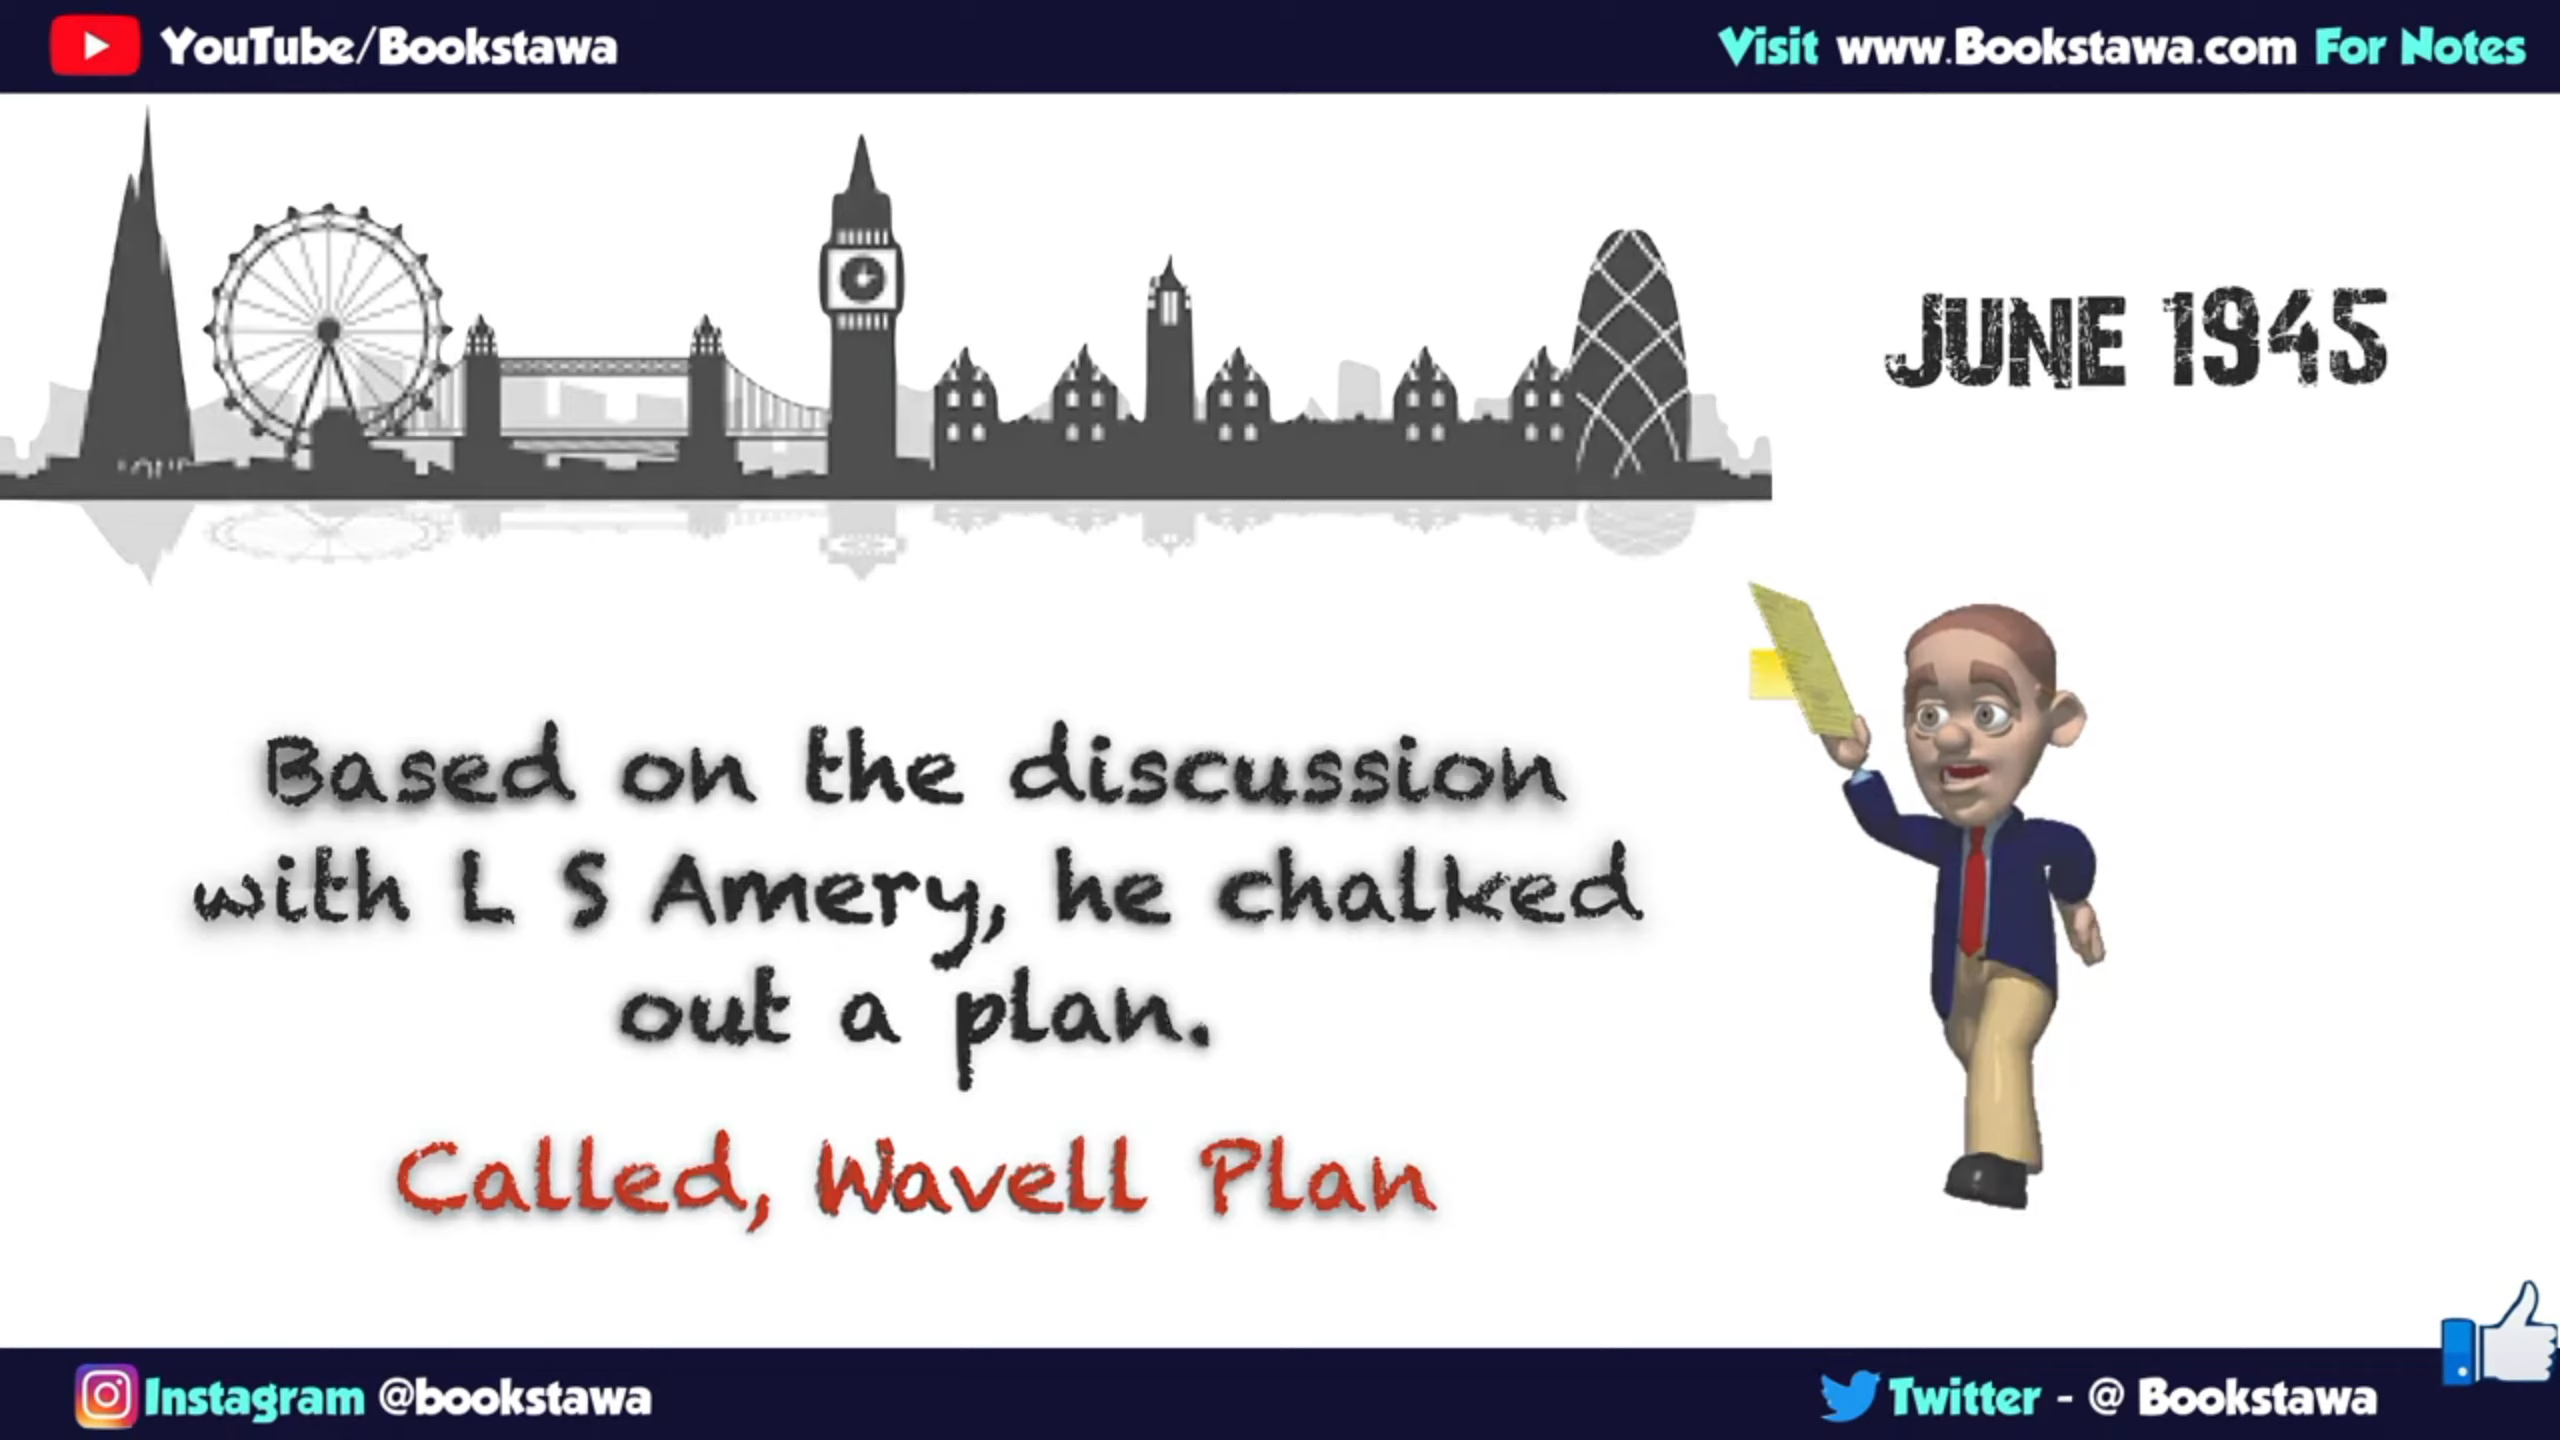 YouTube/Bookstawa
Visit www.Bookstawa.com For Notes
JUNE 1945
Based on the discussion
with L S Amery, he chalked
out a plan.
Called, Wavell Plan
Instagram @bookstawa
Twitter - @ Bookstawa